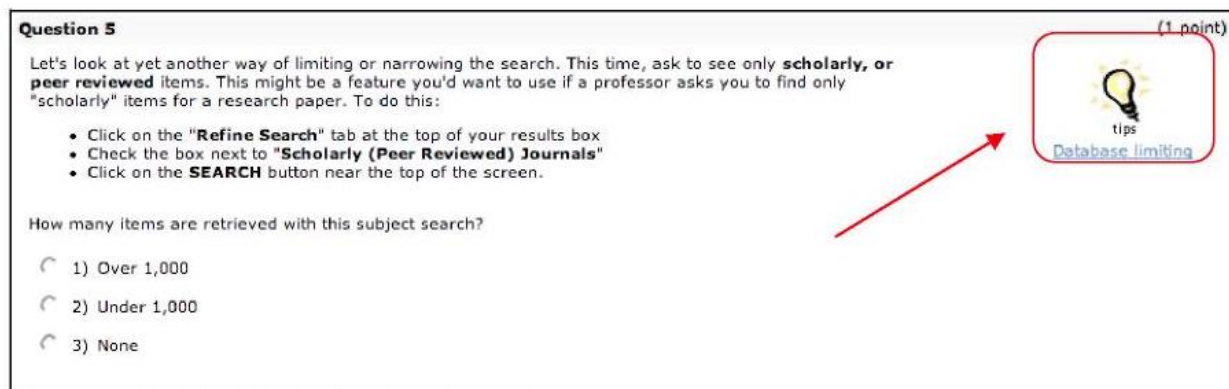 Question 5
(1 point)
Let's look at yet another way of limiting or narrowing the search. This time, ask to see only scholarly, or
peer reviewed items. This might be a feature you'd want to use if a professor asks you to find only
"scholarly" items for a research paper. To do this:
• Click on the "Refine Search" tab at the top of your results box
• Check the box next to "Scholarly (Peer Reviewed) Journals"
• Click on the SEARCH button near the top of the screen.
tips
Database limiting
How many items are retrieved with this subject search?
1) Over 1,000
2) Under 1,000
3) None